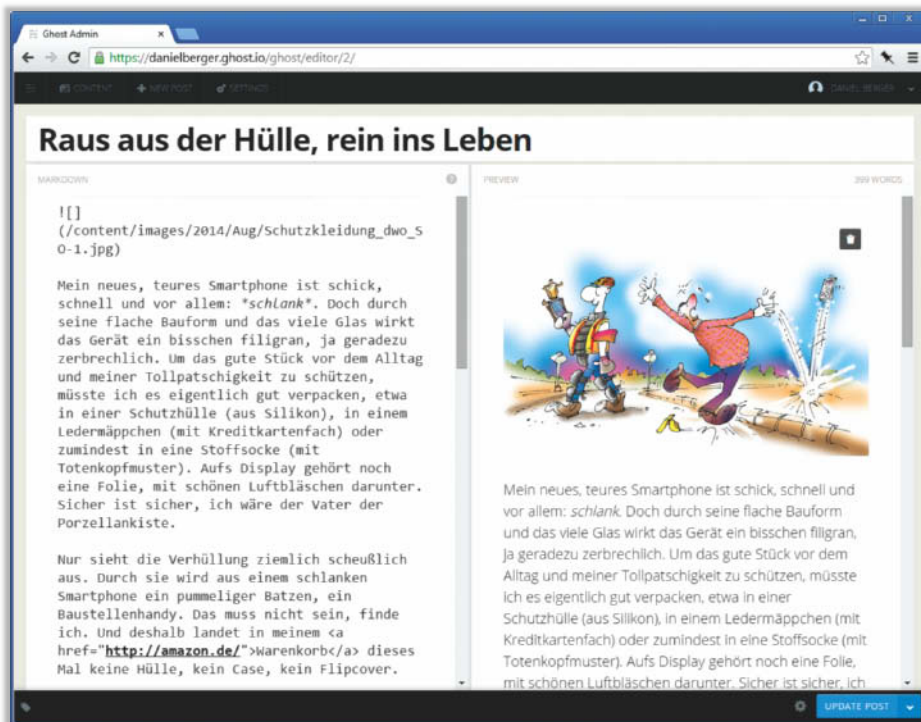 Ghost Admin
https://danielberger.ghost.io/ghost/editor/2/
CONTENT
NEW POST
SETTINGS
DANIEL BERGER
Raus aus der Hülle, rein ins Leben
MARKDOWN
![]
(/content/images/2014/Aug/Schutzkleidung_dwo_S
O-1.jpg)
Mein neues, teures Smartphone ist schick,
schnell und vor allem: *schlank*. Doch durch
seine flache Bauform und das viele Glas wirkt
das Gerät ein bisschen filigran, ja geradezu
zerbrechlich. Um das gute Stück vor dem Alltag
und meiner Tollpatschigkeit zu schützen,
müsste ich es eigentlich gut verpacken, etwa
in einer Schutzhülle (aus Silikon), in einem
Ledermäppchen (mit Kreditkartenfach) oder
zumindest in eine Stoffsocke (mit
Totenkopfmuster). Aufs Display gehört noch
eine Folie, mit schönen Luftbläschen darunter.
Sicher ist sicher, ich wäre der Vater der
Porzellankiste.
Nur sieht die Verhüllung ziemlich scheußlich
aus. Durch sie wird aus einem schlanken
Smartphone ein pummeliger Batzen, ein
Baustellenhandy. Das muss nicht sein, finde
ich. Und deshalb landet in meinem <a
href="http://amazon.de/">Warenkorb</a> dieses
Mal keine Hülle, kein Case, kein Flipcover.
PREVIEW
399 WORDS
Mein neues, teures Smartphone ist schick, schnell und
vor allem: schlank. Doch durch seine flache Bauform
und das viele Glas wirkt das Gerät ein bisschen filigran,
ja geradezu zerbrechlich. Um das gute Stück vor dem
Alltag und meiner Tollpatschigkeit zu schützen, müsste
ich es eigentlich gut verpacken, etwa in einer
Schutzhülle (aus Silikon), in einem Ledermäppchen (mit
Kreditkartenfach) oder zumindest in eine Stoffsocke (mit
Totenkopfmuster). Aufs Display gehört noch eine Folie,
mit schönen Luftbläschen darunter. Sicher ist sicher, ich
UPDATE POST